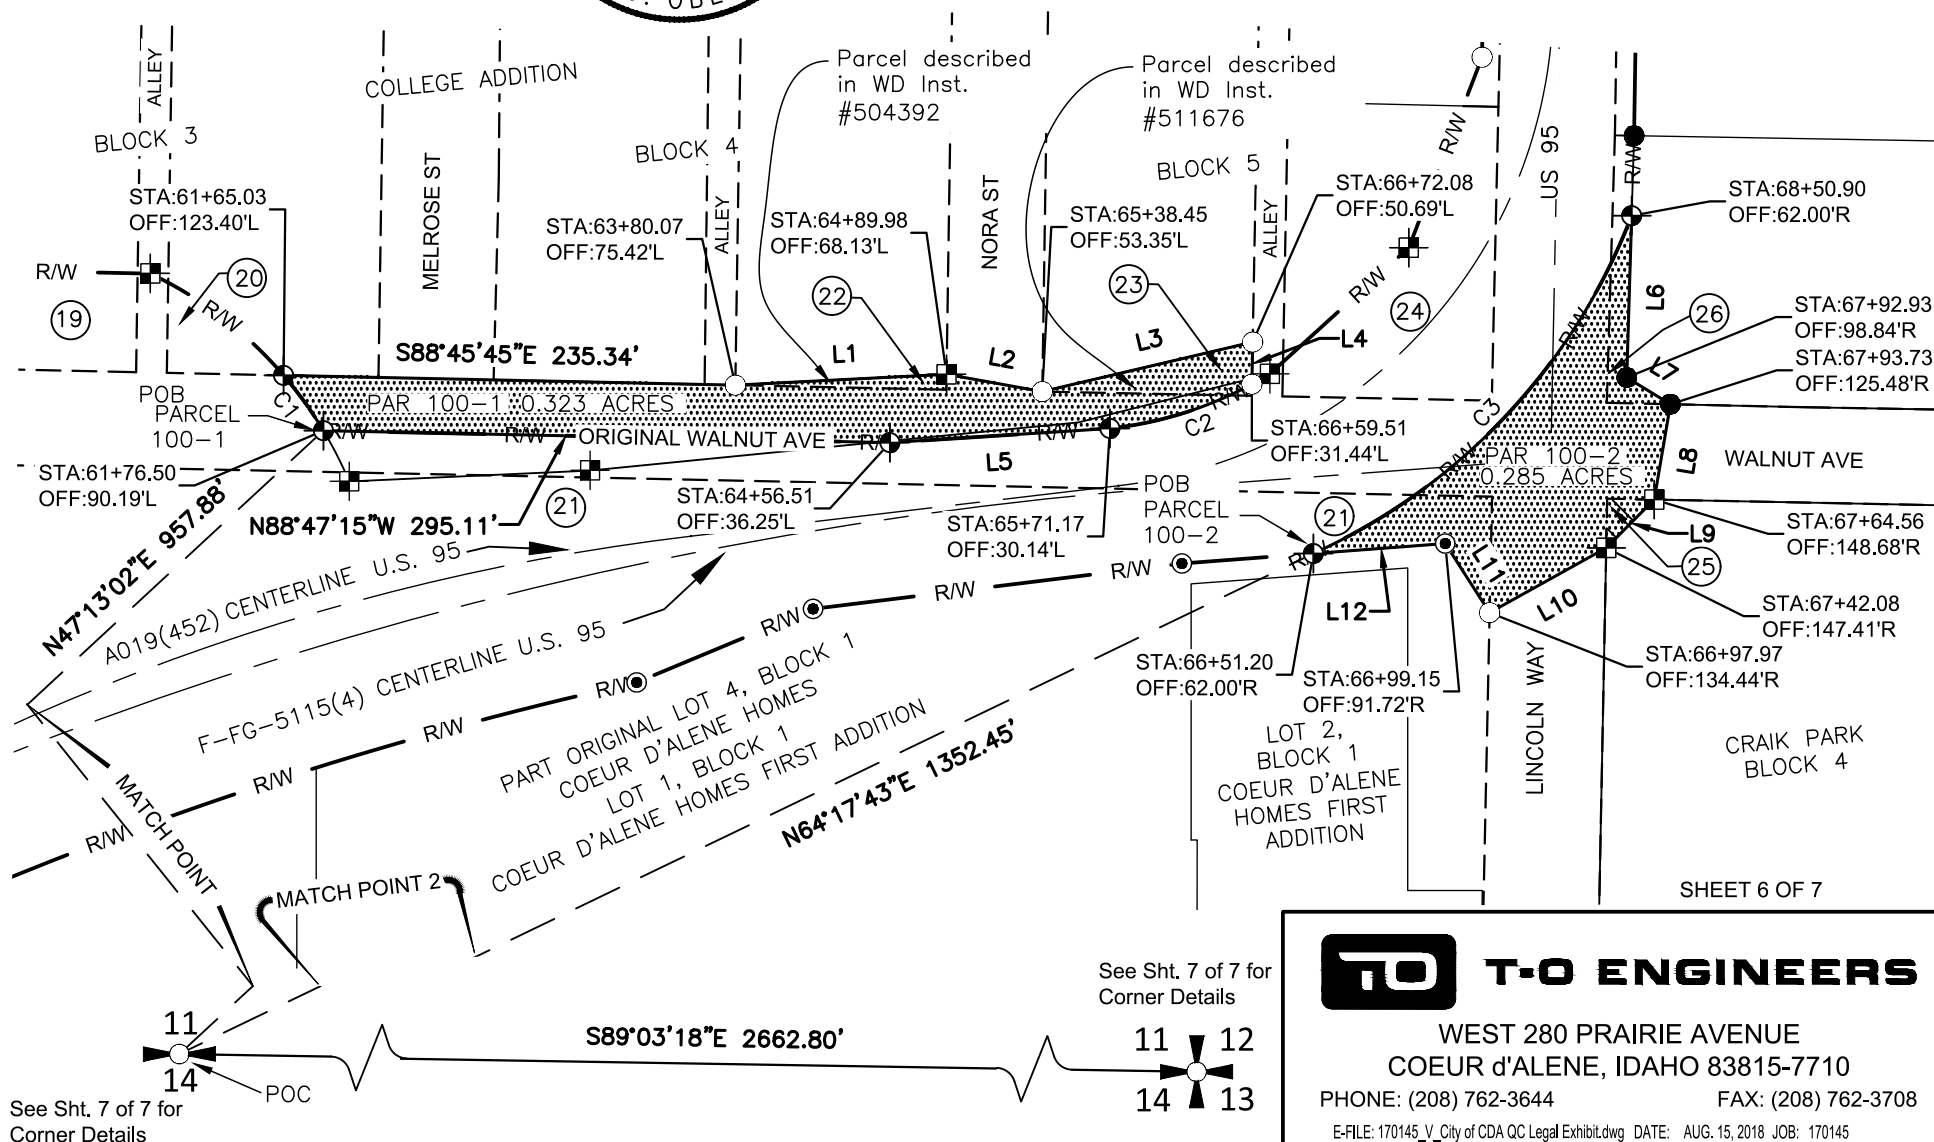 ALLEY
BLOCK 3
COLLEGE ADDITION
MELROSE ST
BLOCK 4
ALLEY
Parcel described
in WD Inst.
#504392
Parcel described
in WD Inst.
#511676
BLOCK 5
NORA ST
ALLEY
R/W
US 95
R/W
STA:61+65.03
OFF:123.40'L
STA:63+80.07
OFF:75.42'L
STA:64+89.98
OFF:68.13'L
STA:65+38.45
OFF:53.35'L
STA:66+72.08
OFF:50.69'L
STA:68+50.90
OFF:62.00'R
R/W
19
20
R/W
22
23
R/W
24
26
L6
STA:67+92.93
OFF:98.84'R
STA:67+93.73
OFF:125.48'R
S88°45'45"E 235.34'
L1
L2
L3
L4
R/W
L7
POB
PARCEL
100-1
C1
PAR 100-1 0.323 ACRES
R/W
R/W
ORIGINAL WALNUT AVE
R/W
R/W
C2
R/W
C3
R/W
L5
STA:66+59.51
OFF:31.44'L
PAR 100-2
0.285 ACRES
L8
WALNUT AVE
STA:61+76.50
OFF:90.19'L
N88°47'15"W 295.11'
21
STA:64+56.51
OFF:36.25'L
STA:65+71.17
OFF:30.14'L
POB
PARCEL
100-2
21
L9
25
STA:67+64.56
OFF:148.68'R
N47°13'02"E 957.88'
A019(452) CENTERLINE U.S. 95
F-FG-5115(4) CENTERLINE U.S. 95
R/W
R/W
R/W
R/W
R/W
R/W
R/W
R/W
L12
L11
L10
STA:67+42.08
OFF:147.41'R
STA:66+51.20
OFF:62.00'R
STA:66+99.15
OFF:91.72'R
STA:66+97.97
OFF:134.44'R
PART ORIGINAL LOT 4, BLOCK 1
COEUR D'ALENE HOMES
LOT 1, BLOCK 1
COEUR D'ALENE HOMES FIRST ADDITION
N64°17'43"E 1352.45'
LOT 2,
BLOCK 1
COEUR D'ALENE
HOMES FIRST
ADDITION
LINCOLN WAY
CRAIK PARK
BLOCK 4
MATCH POINT
MATCH POINT 2
SHEET 6 OF 7
See Sht. 7 of 7 for
Corner Details
11
14
POC
See Sht. 7 of 7 for
Corner Details
S89°03'18"E 2662.80'
11 12
14 13
TO T-O ENGINEERS
WEST 280 PRAIRIE AVENUE
COEUR d'ALENE, IDAHO 83815-7710
PHONE: (208) 762-3644 FAX: (208) 762-3708
E-FILE: 170145_V_City of CDA QC Legal Exhibit.dwg DATE: AUG. 15, 2018 JOB: 170145